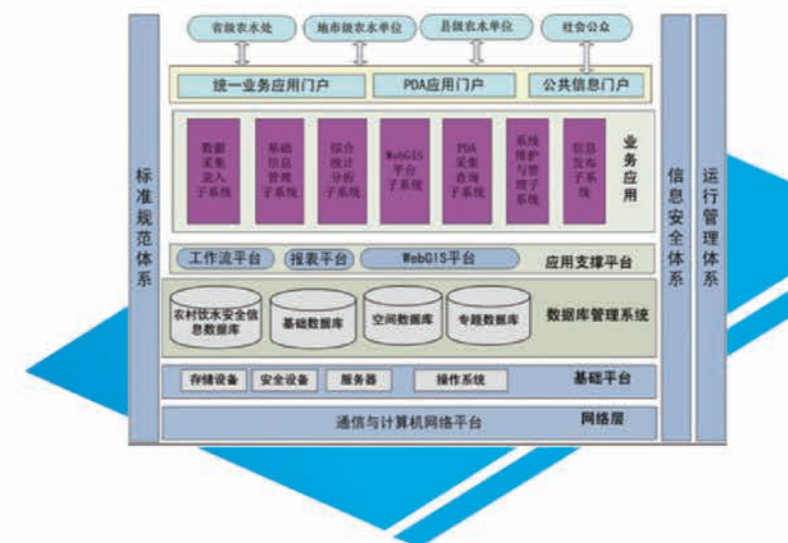 省级农水处 地市级农水单位 县级农水单位 社会公众
统一业务应用门户 PDA应用门户 公共信息门户
数据
采集
录入
子系统
基础
信息
管理
子系统
综合
统计
分析
子系统
WebGIS
平台
子系统
PDA
采集
查询
子系统
系统
维护
与管
理子
系统
信息
发布
子系统
业务应用
工作流平台 报表平台 WebGIS平台 应用支撑平台
农村饮水安全信
息数据库
基础数据库 空间数据库 专题数据库 数据库管理系统
存储设备 安全设备 服务器 操作系统 基础平台
通信与计算机网络平台 网络层
标准规范体系
信息安全体系
运行管理体系